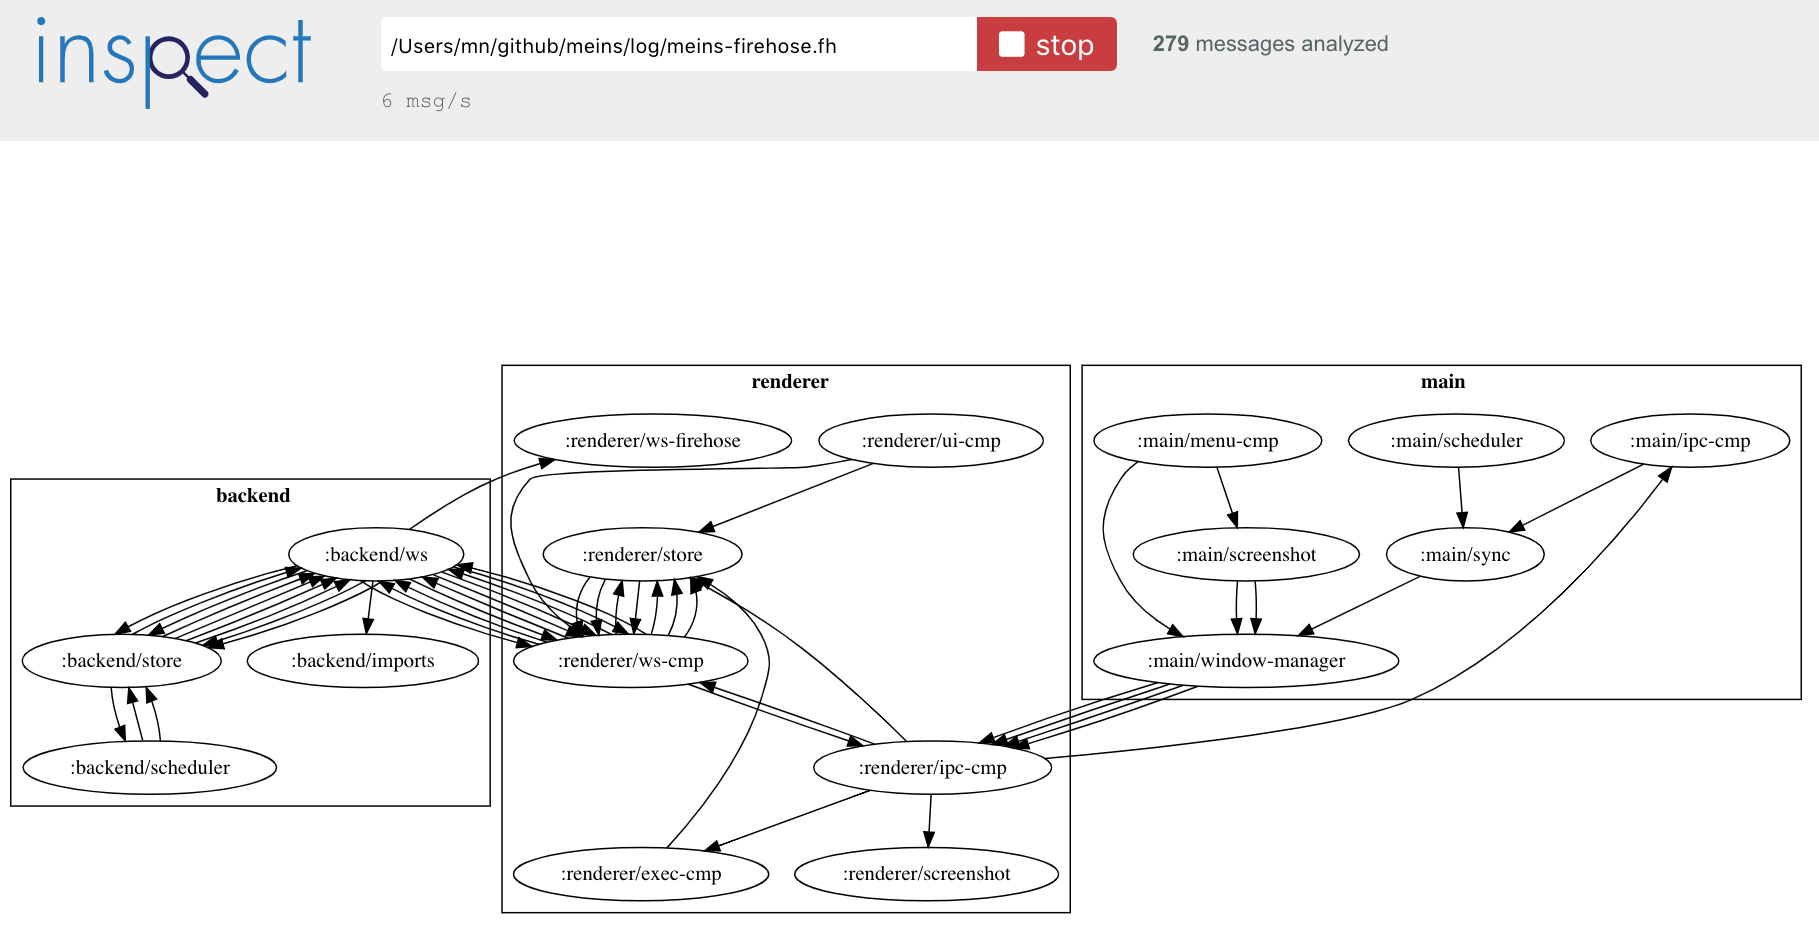 inspect
/Users/mn/github/meins/log/meins-firehose.fh
stop
279 messages analyzed
6 msg/s
renderer
main
:renderer/ws-firehose
:renderer/ui-cmp
:main/menu-cmp
:main/scheduler
:main/ipc-cmp
backend
:backend/ws
:renderer/store
:main/screenshot
:main/sync
:backend/store
:backend/imports
:renderer/ws-cmp
:main/window-manager
:backend/scheduler
:renderer/ipc-cmp
:renderer/exec-cmp
:renderer/screenshot